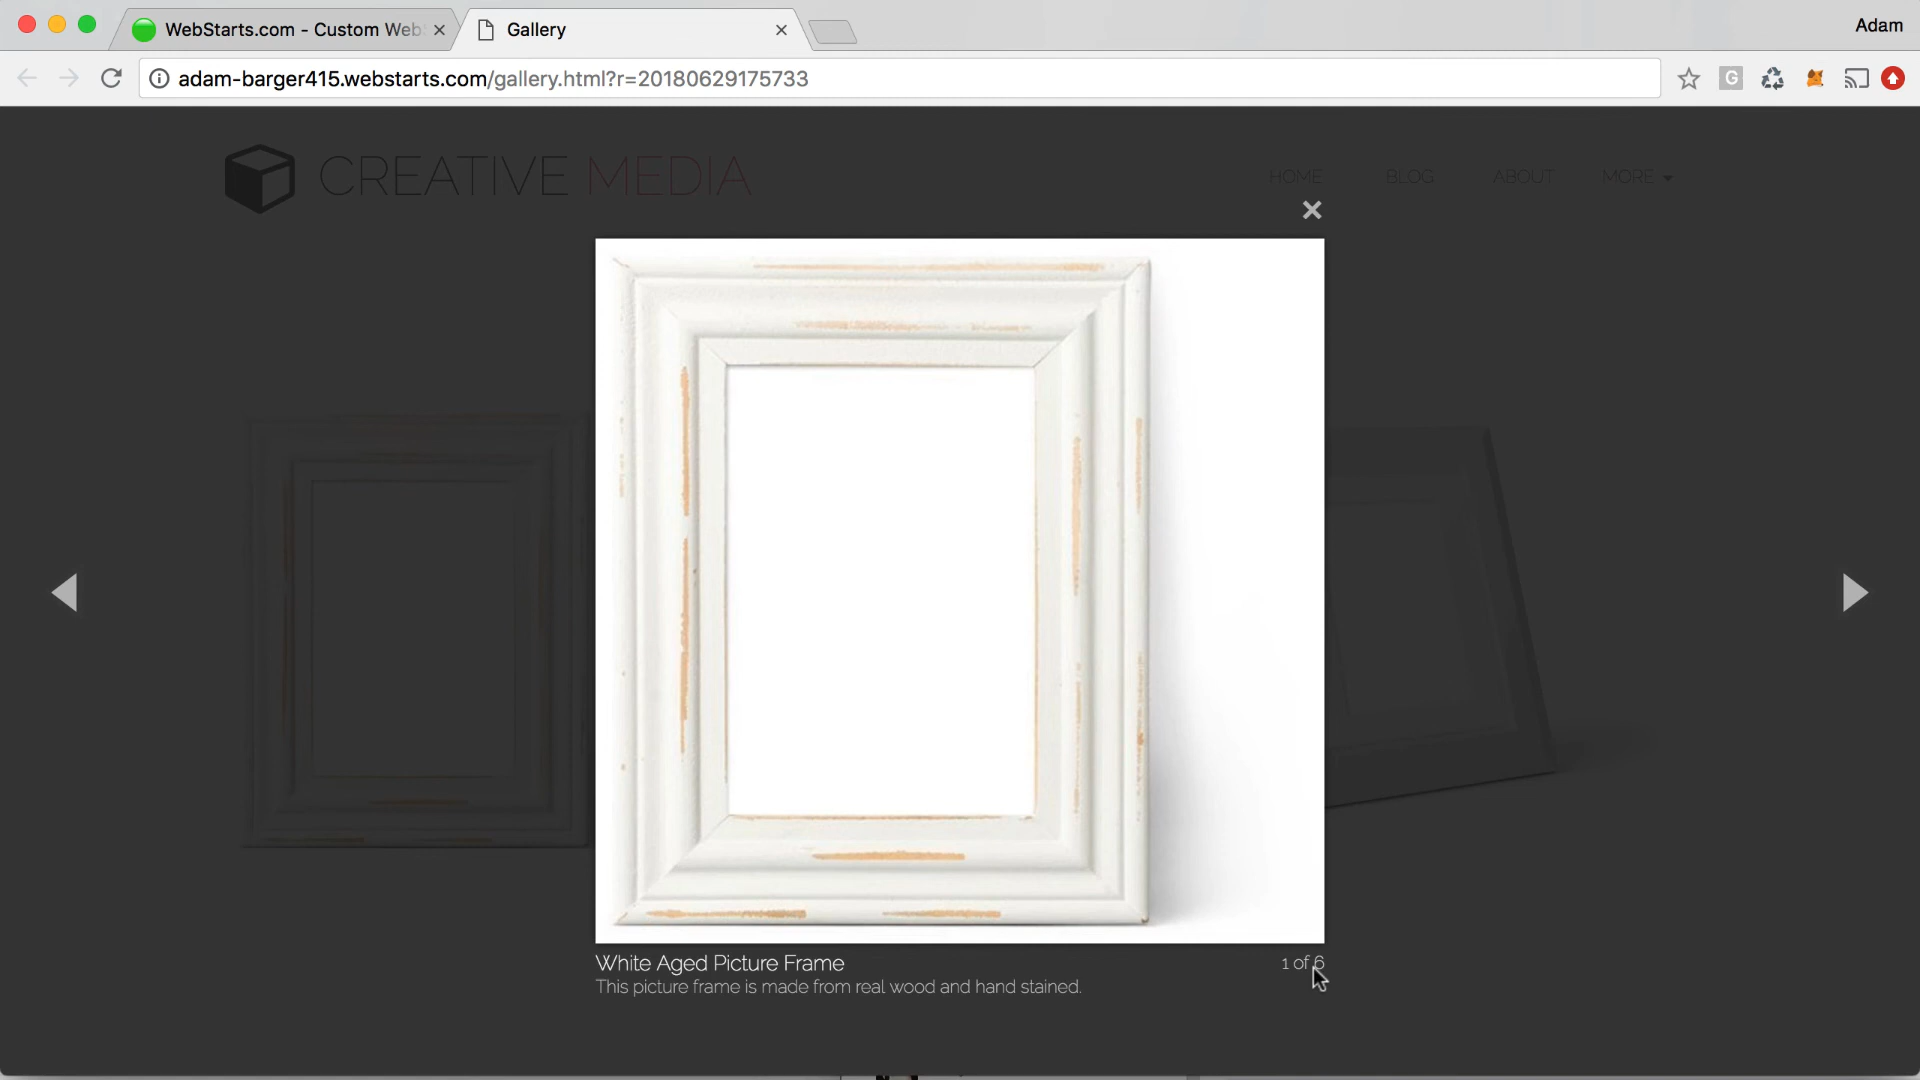 WebStarts.com - Custom Web
Gallery
Adam
adam-barger415.webstarts.com/gallery.html?r=20180629175733
G
CREATIVE MEDIA
HOME BLOG ABOUT MORE
White Aged Picture Frame
1 of 6
This picture frame is made from real wood and hand stained.